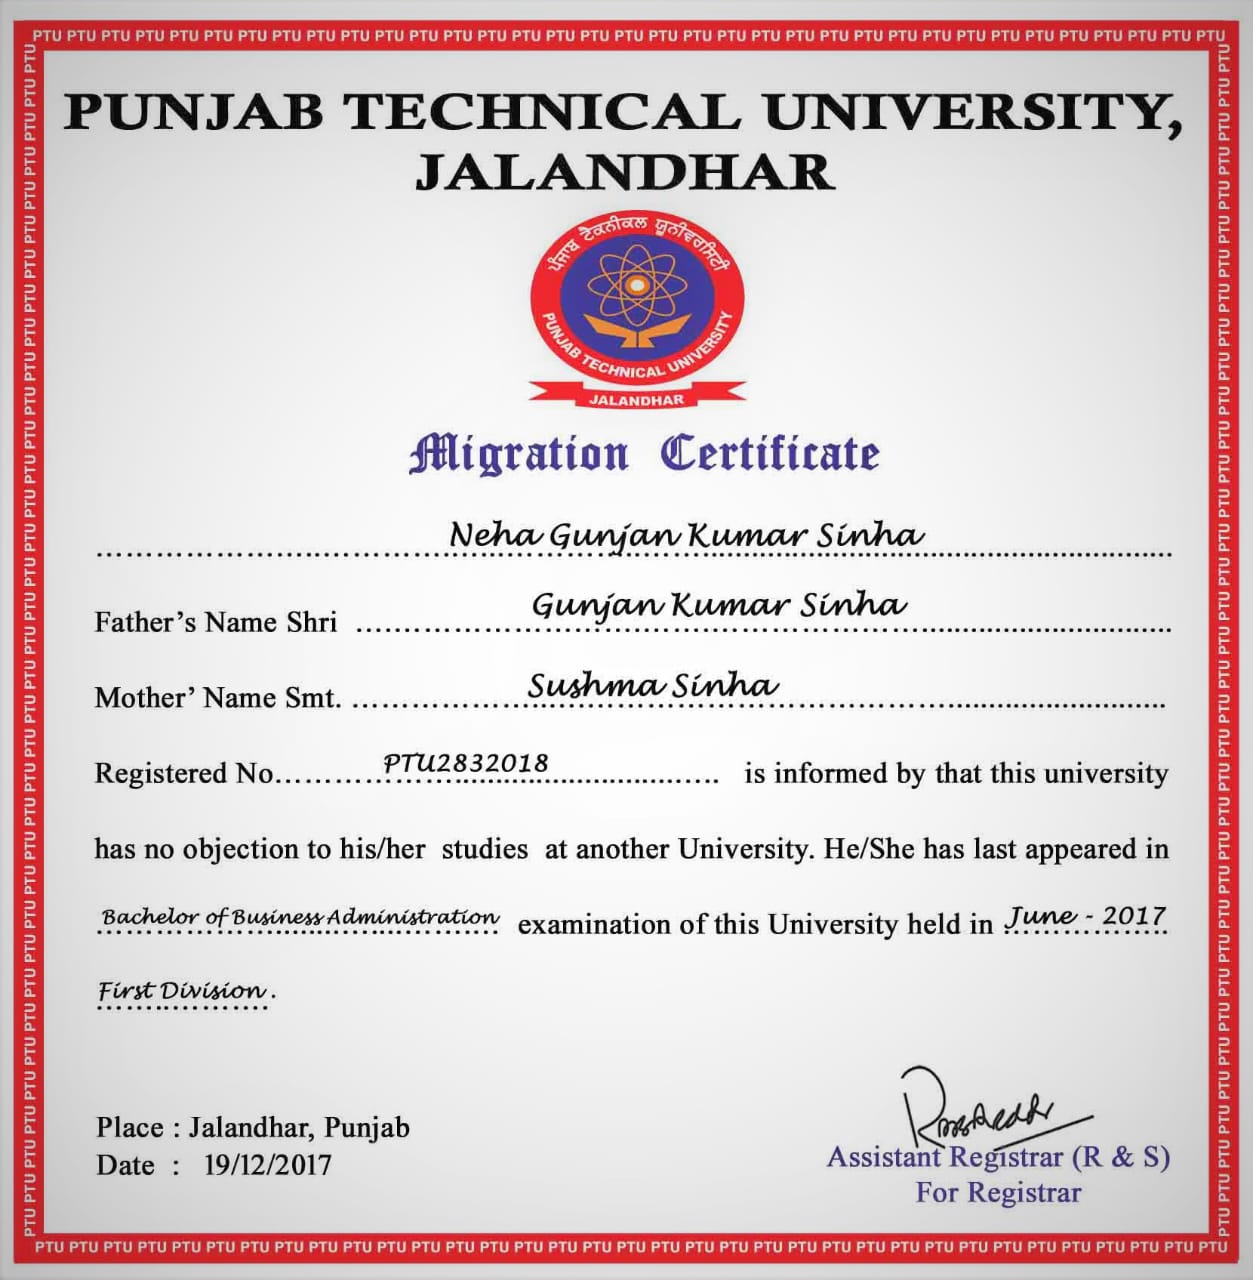 PTU PTU PTU PTU PTU PTU PTU PTU PTU PTU PTU PTU PTU PTU PTU PTU PTU PTU PTU PTU PTU PTU PTU PTU PTU PTU PTU PTU PTU PTU PTU PTU PTU PTU PTU
PUNJAB TECHNICAL UNIVERSITY,
JALANDHAR
ਪੰਜਾਬ ਟੈਕਨੀਕਲ ਯੂਨੀਵਰਸਿਟੀ
PUNJAB TECHNICAL UNIVERSITY
JALANDHAR
Migration Certificate
Neha Gunjan Kumar Sinha
Father's Name Shri Gunjan Kumar Sinha
Mother' Name Smt. Sushma Sinha
Registered No. PTU2832018 is informed by that this university
has no objection to his/her studies at another University. He/She has last appeared in
Bachelor of Business Administration examination of this University held in June - 2017
First Division.
Place : Jalandhar, Punjab
Date : 19/12/2017
Assistant Registrar (R & S)
For Registrar
PTU PTU PTU PTU PTU PTU PTU PTU PTU PTU PTU PTU PTU PTU PTU PTU PTU PTU PTU PTU PTU PTU PTU PTU PTU PTU PTU PTU PTU PTU PTU PTU PTU PTU PTU